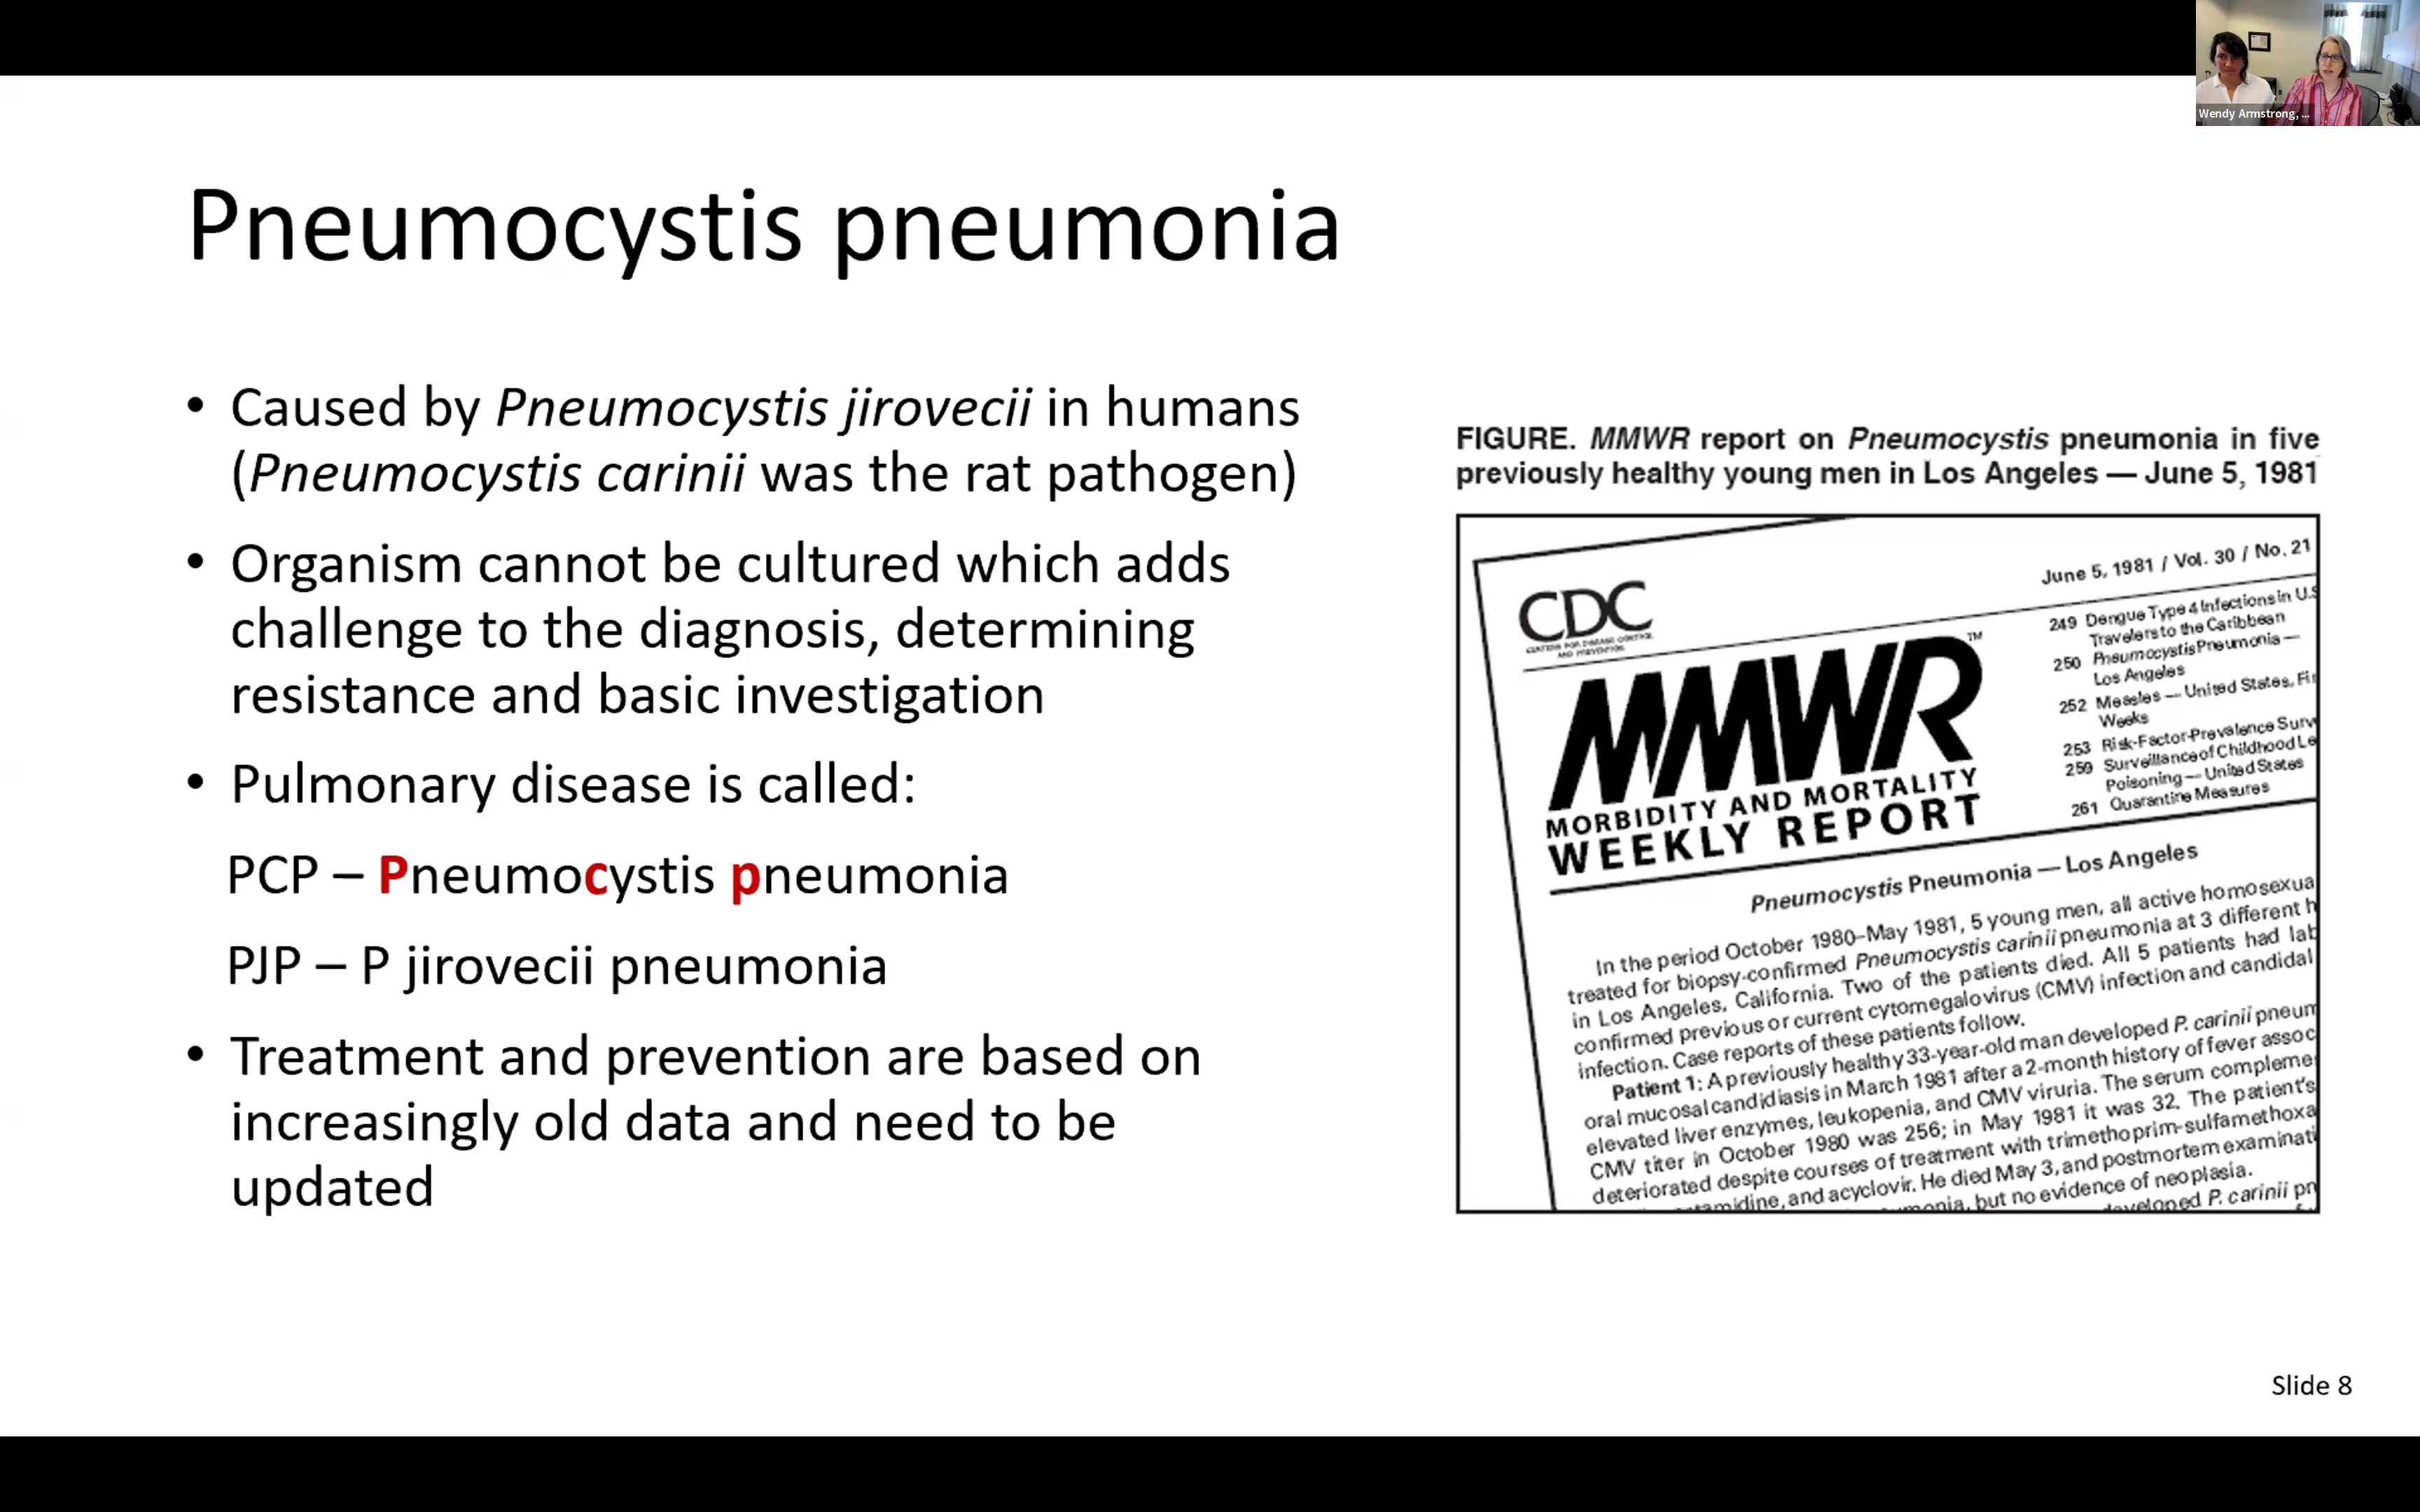 Wendy Armstrong, ...
Pneumocystis pneumonia
• Caused by Pneumocystis jirovecii in humans
(Pneumocystis carinii was the rat pathogen)
• Organism cannot be cultured which adds
challenge to the diagnosis, determining
resistance and basic investigation
• Pulmonary disease is called:
PCP – Pneumocystis pneumonia
PJP – P jirovecii pneumonia
• Treatment and prevention are based on
increasingly old data and need to be
updated
FIGURE. MMWR report on Pneumocystis pneumonia in five
previously healthy young men in Los Angeles — June 5, 1981
June 5, 1981 / Vol. 30 / No. 21
CDC
CENTERS FOR DISEASE CONTROL
AND PREVENTION
MMWR™
MORBIDITY AND MORTALITY
WEEKLY REPORT
249 Dengue Type 4 Infections in U.S
Travelers to the Caribbean
250 Pneumocystis Pneumonia —
Los Angeles
252 Measles — United States, Fir
Weeks
253 Risk-Factor-Prevalence Surv
259 Surveillance of Childhood Le
Poisoning — United States
261 Quarantine Measures
Pneumocystis Pneumonia — Los Angeles
In the period October 1980–May 1981, 5 young men, all active homosexua
treated for biopsy-confirmed Pneumocystis carinii pneumonia at 3 different h
in Los Angeles, California. Two of the patients died. All 5 patients had lab
confirmed previous or current cytomegalovirus (CMV) infection and candidal
infection. Case reports of these patients follow.
Patient 1: A previously healthy 33-year-old man developed P. carinii pneum
oral mucosal candidiasis in March 1981 after a 2-month history of fever assoc
elevated liver enzymes, leukopenia, and CMV viruria. The serum compleme
CMV titer in October 1980 was 256; in May 1981 it was 32. The patient's
deteriorated despite courses of treatment with trimethoprim-sulfamethoxa
tamidine, and acyclovir. He died May 3, and postmortem examinati
monia, but no evidence of neoplasia.
developed P. carinii pn
Slide 8